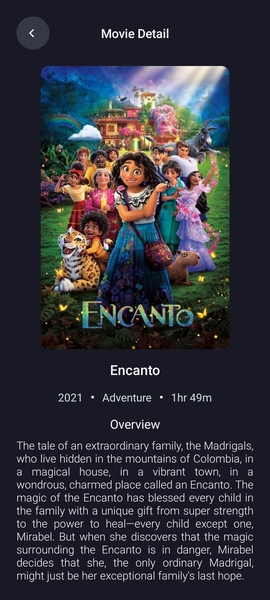 Movie Detail
ENCANTO
Encanto
2021 • Adventure • 1hr 49m
Overview
The tale of an extraordinary family, the Madrigals,
who live hidden in the mountains of Colombia, in
a magical house, in a vibrant town, in a
wondrous, charmed place called an Encanto. The
magic of the Encanto has blessed every child in
the family with a unique gift from super strength
to the power to heal—every child except one,
Mirabel. But when she discovers that the magic
surrounding the Encanto is in danger, Mirabel
decides that she, the only ordinary Madrigal,
might just be her exceptional family's last hope.